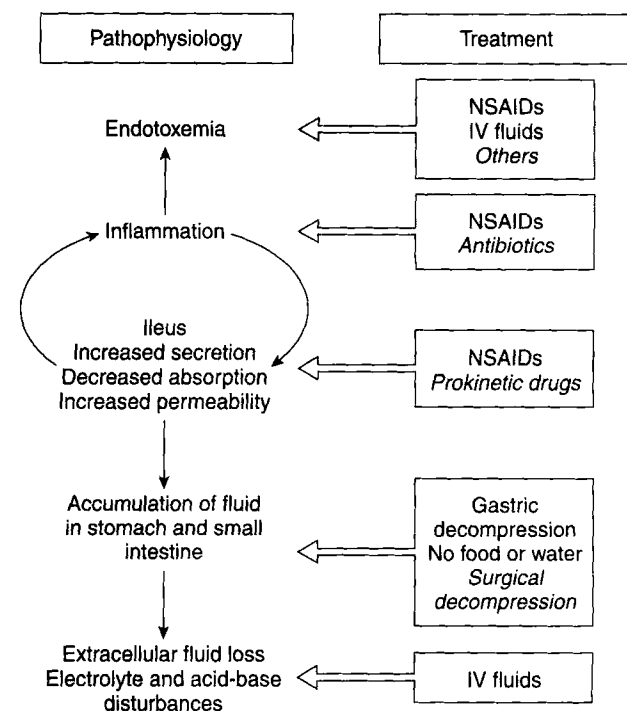 Pathophysiology
Treatment
Endotoxemia
NSAIDs
IV fluids
Others
Inflammation
NSAIDs
Antibiotics
Ileus
Increased secretion
Decreased absorption
Increased permeability
NSAIDs
Prokinetic drugs
Accumulation of fluid
in stomach and small
intestine
Gastric
decompression
No food or water
Surgical
decompression
Extracellular fluid loss
Electrolyte and acid-base
disturbances
IV fluids